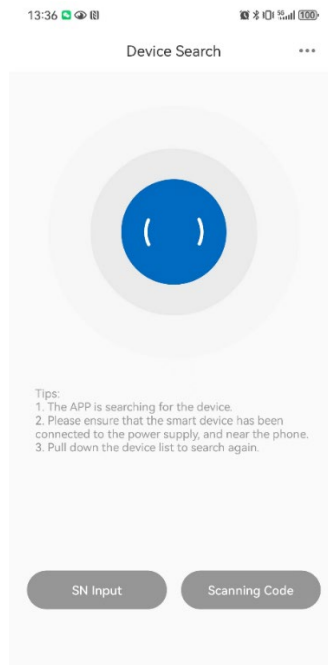 13:36
100
Device Search
Tips:
1. The APP is searching for the device.
2. Please ensure that the smart device has been
connected to the power supply, and near the phone.
3. Pull down the device list to search again.
SN Input
Scanning Code